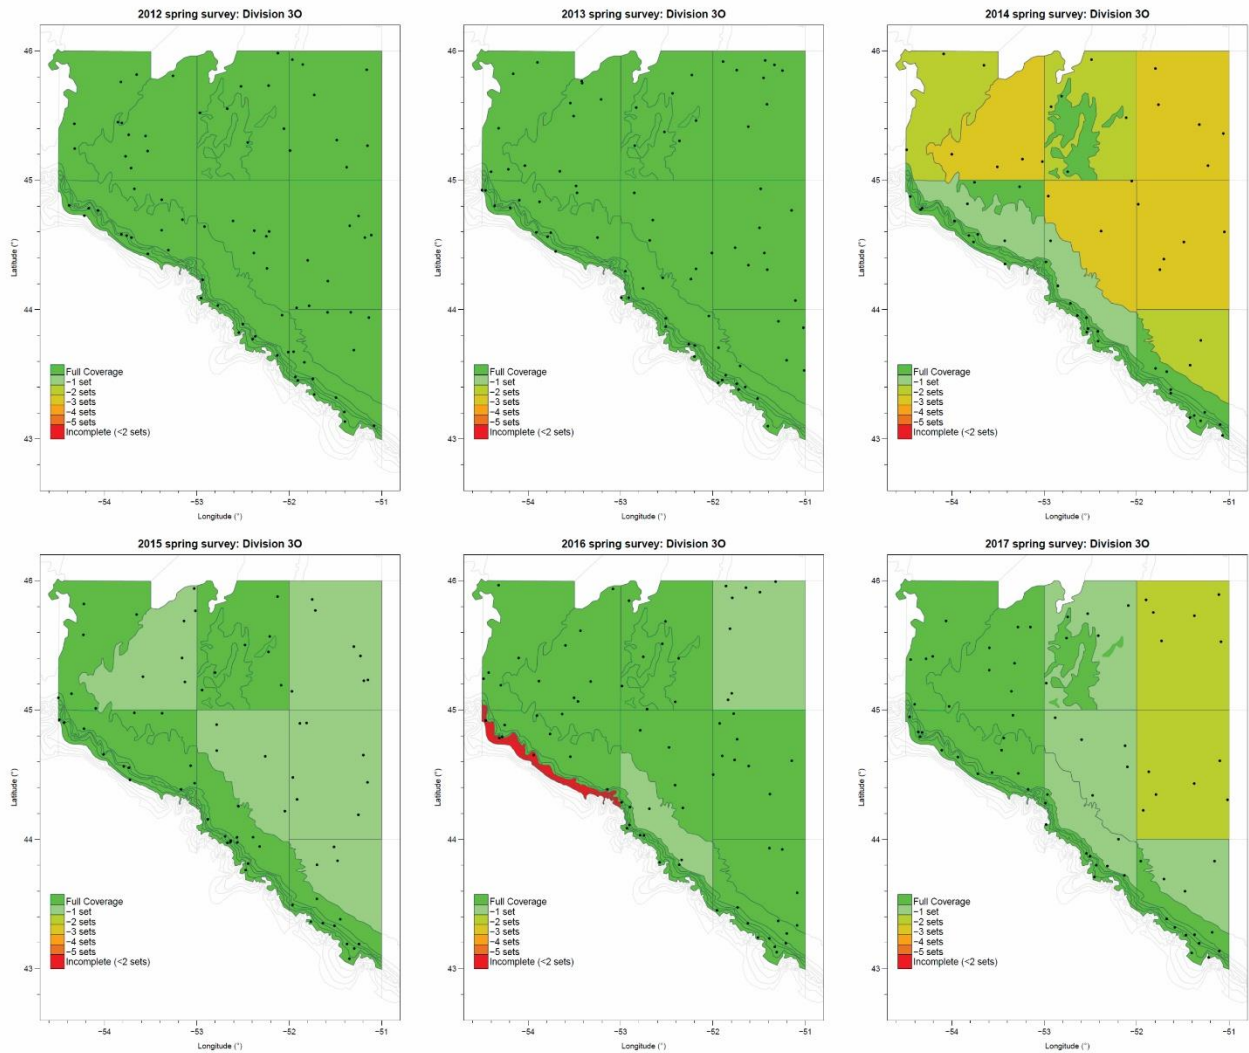 2012 spring survey: Division 3O
46
45
44
43
Latitude (°)
Full Coverage
−1 set
−2 sets
−3 sets
−4 sets
−5 sets
Incomplete (<2 sets)
−54
−53
−52
−51
Longitude (°)
2013 spring survey: Division 3O
46
45
44
43
Latitude (°)
Full Coverage
−1 set
−2 sets
−3 sets
−4 sets
−5 sets
Incomplete (<2 sets)
−54
−53
−52
−51
Longitude (°)
2014 spring survey: Division 3O
46
45
44
43
Latitude (°)
Full Coverage
−1 set
−2 sets
−3 sets
−4 sets
−5 sets
Incomplete (<2 sets)
−54
−53
−52
−51
Longitude (°)
2015 spring survey: Division 3O
46
45
44
43
Latitude (°)
Full Coverage
−1 set
−2 sets
−3 sets
−4 sets
−5 sets
Incomplete (<2 sets)
−54
−53
−52
−51
Longitude (°)
2016 spring survey: Division 3O
46
45
44
43
Latitude (°)
Full Coverage
−1 set
−2 sets
−3 sets
−4 sets
−5 sets
Incomplete (<2 sets)
−54
−53
−52
−51
Longitude (°)
2017 spring survey: Division 3O
46
45
44
43
Latitude (°)
Full Coverage
−1 set
−2 sets
−3 sets
−4 sets
−5 sets
Incomplete (<2 sets)
−54
−53
−52
−51
Longitude (°)